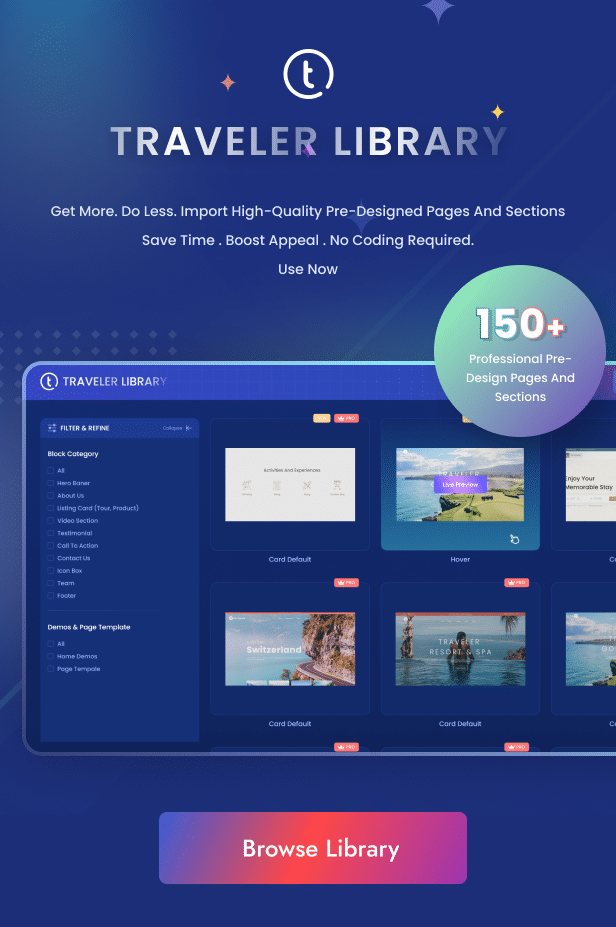 TRAVELER LIBRARY
Get More. Do Less. Import High-Quality Pre-Designed Pages And Sections
Save Time . Boost Appeal . No Coding Required.
Use Now
150+
Professional Pre-
Design Pages And
Sections
TRAVELER LIBRARY
FILTER & REFINE
Collapse
Block Category
All
Hero Baner
About Us
Listing Card (Tour, Product)
Video Section
Testimonial
Call To Action
Contact Us
Icon Box
Team
Footer
Demos & Page Template
All
Home Demos
Page Tempale
PRO
Activities And Experiences
Card Default
TRAVELER
Live Preview
Hover
Enjoy Your
Memorable Stay
PRO
Switzerland
Card Default
PRO
TRAVELER
RESORT & SPA
Card Default
PRO
PRO
Browse Library